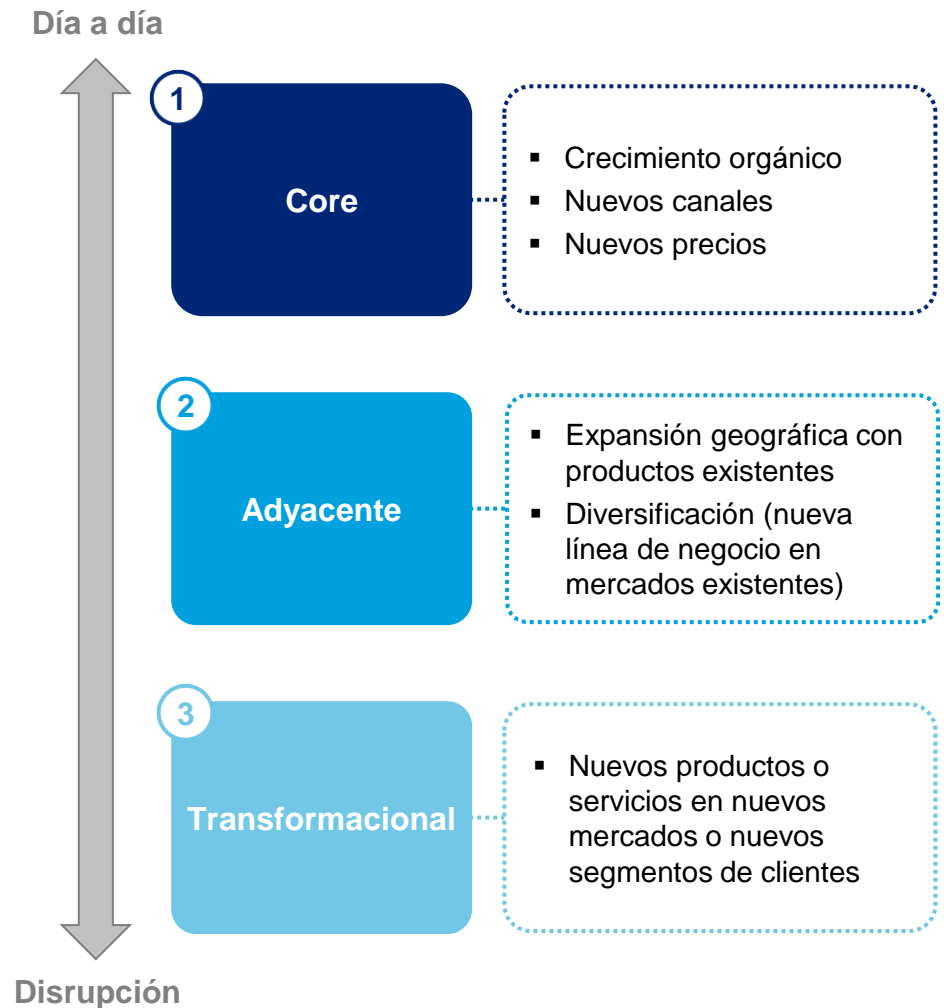 Día a día
1
Core
▪ Crecimiento orgánico
▪ Nuevos canales
▪ Nuevos precios
2
Adyacente
▪ Expansión geográfica con
productos existentes
▪ Diversificación (nueva
línea de negocio en
mercados existentes)
3
Transformacional
▪ Nuevos productos o
servicios en nuevos
mercados o nuevos
segmentos de clientes
Disrupción